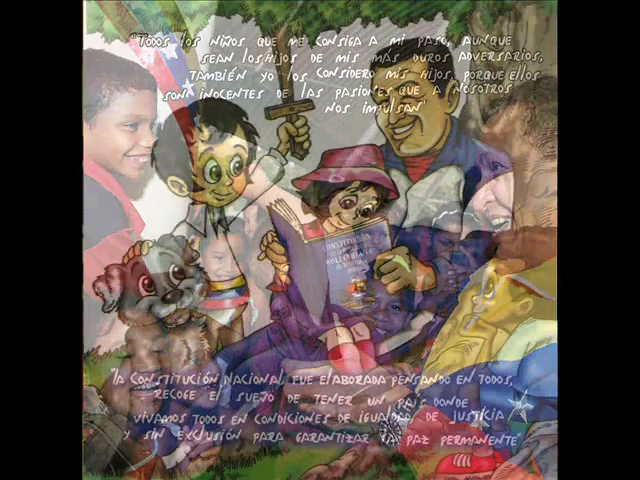 "TODOS LOS NIÑOS QUE ME CONSIGA A MI PASO, AUNQUE
SEAN LOS HIJOS DE MIS MAS DUROS ADVERSARIOS,
TAMBIÉN YO LOS CONSIDERO MIS HIJOS, PORQUE ELLOS
SON INOCENTES DE LAS PASIONES QUE A NOSOTROS
NOS IMPULSAN"
CONSTITUCIÓN
"LA CONSTITUCIÓN NACIONAL FUE ELABORADA PENSANDO EN TODOS,
RECOGE EL SUEÑO DE TENER UN PAIS DONDE
VIVAMOS TODOS EN CONDICIONES DE IGUALDAD DE JUSTICIA
Y SIN EXCLUSIÓN PARA GARANTIZAR LA PAZ PERMANENTE